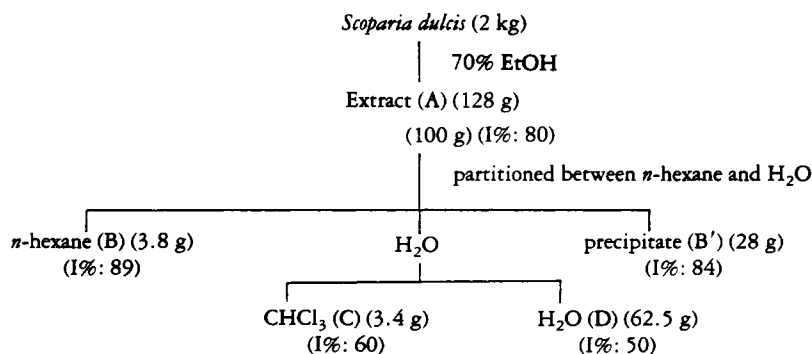 Scoparia dulcis (2 kg)
70% EtOH
Extract (A) (128 g)
(100 g) (I%: 80)
partitioned between n-hexane and H₂O
n-hexane (B) (3.8 g) H₂O precipitate (B′) (28 g)
(I%: 89) (I%: 84)
CHCl₃ (C) (3.4 g) H₂O (D) (62.5 g)
(I%: 60) (I%: 50)